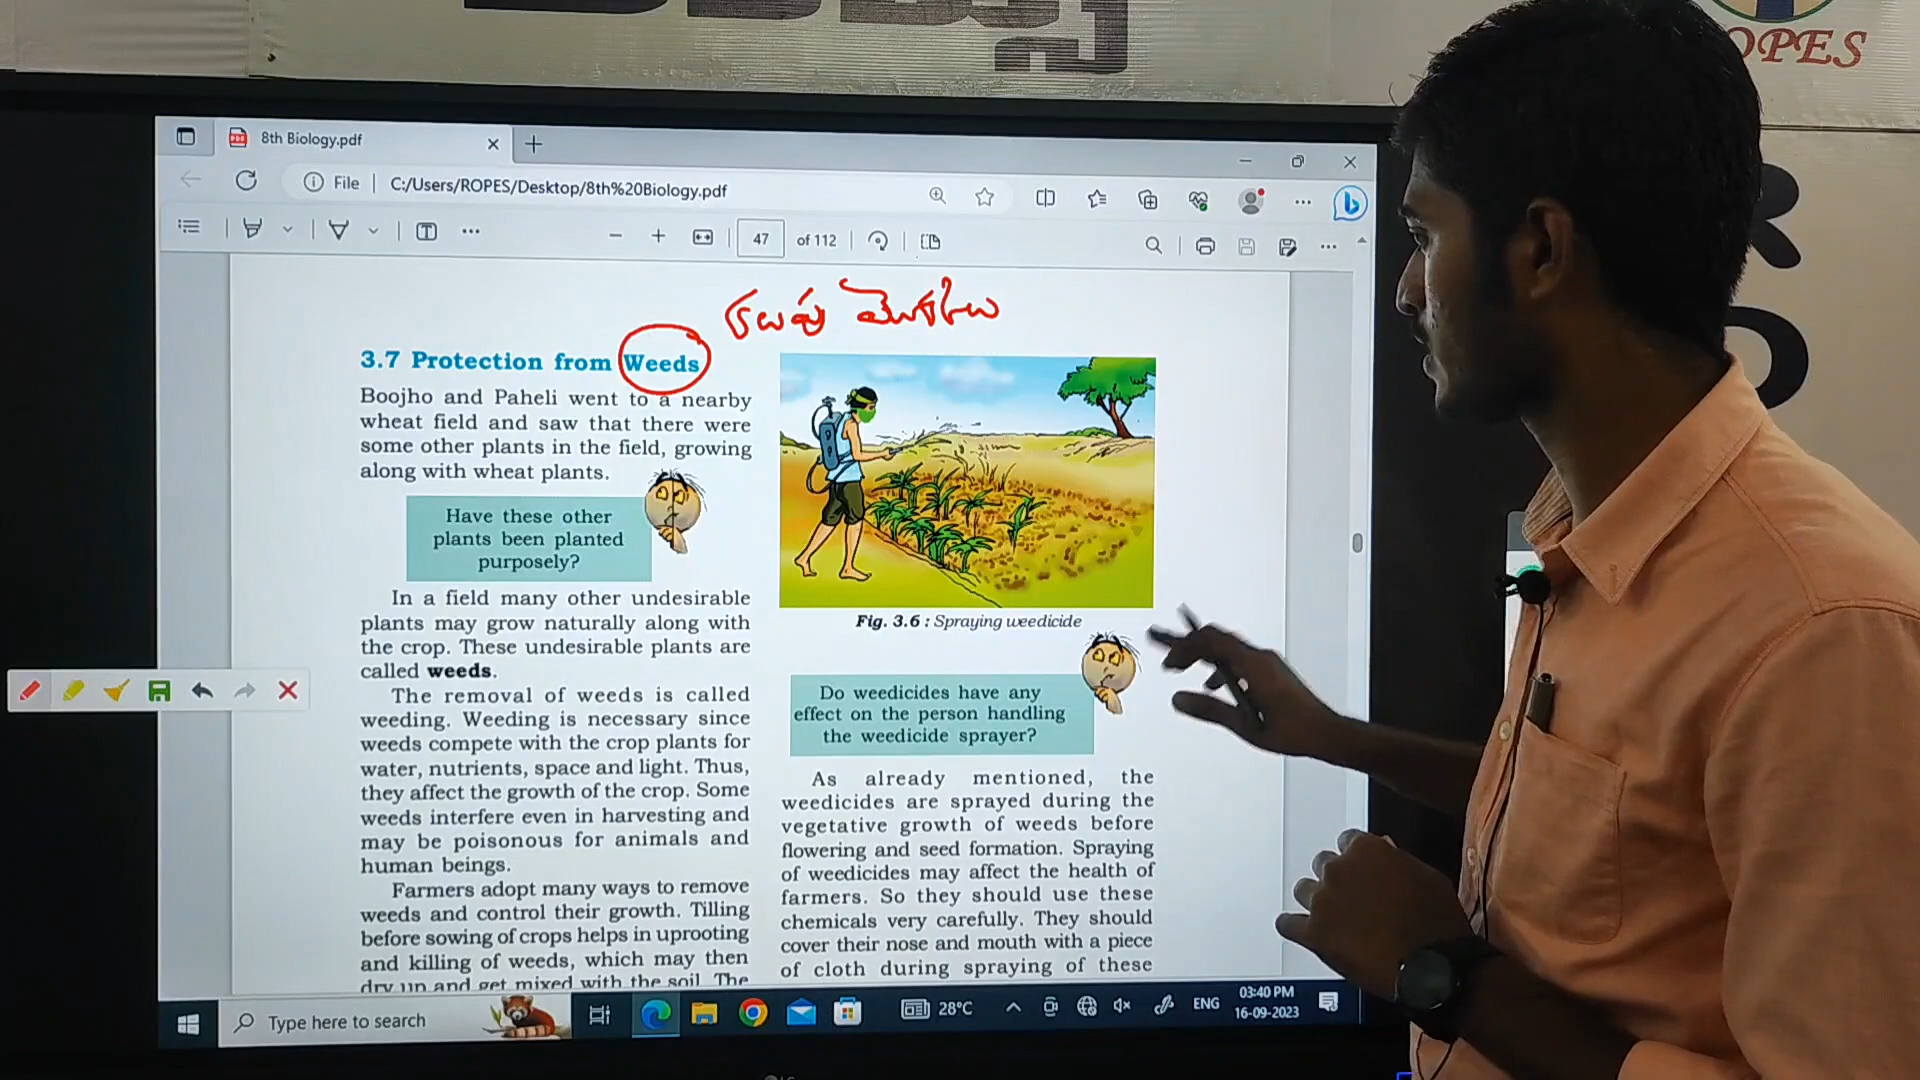 OPES
8th Biology.pdf
File
C:/Users/ROPES/Desktop/8th%20Biology.pdf
47 of 112
కలుపు మొక్కలు
3.7 Protection from Weeds
Boojho and Paheli went to a nearby
wheat field and saw that there were
some other plants in the field, growing
along with wheat plants.
Have these other
plants been planted
purposely?
In a field many other undesirable
plants may grow naturally along with
the crop. These undesirable plants are
called weeds.
The removal of weeds is called
weeding. Weeding is necessary since
weeds compete with the crop plants for
water, nutrients, space and light. Thus,
they affect the growth of the crop. Some
weeds interfere even in harvesting and
may be poisonous for animals and
human beings.
Farmers adopt many ways to remove
weeds and control their growth. Tilling
before sowing of crops helps in uprooting
and killing of weeds, which may then
dry up and get mixed with the soil. The
Fig. 3.6 : Spraying weedicide
Do weedicides have any
effect on the person handling
the weedicide sprayer?
As already mentioned, the
weedicides are sprayed during the
vegetative growth of weeds before
flowering and seed formation. Spraying
of weedicides may affect the health of
farmers. So they should use these
chemicals very carefully. They should
cover their nose and mouth with a piece
of cloth during spraying of these
Type here to search
28°C
ENG
03:40 PM
16-09-2023